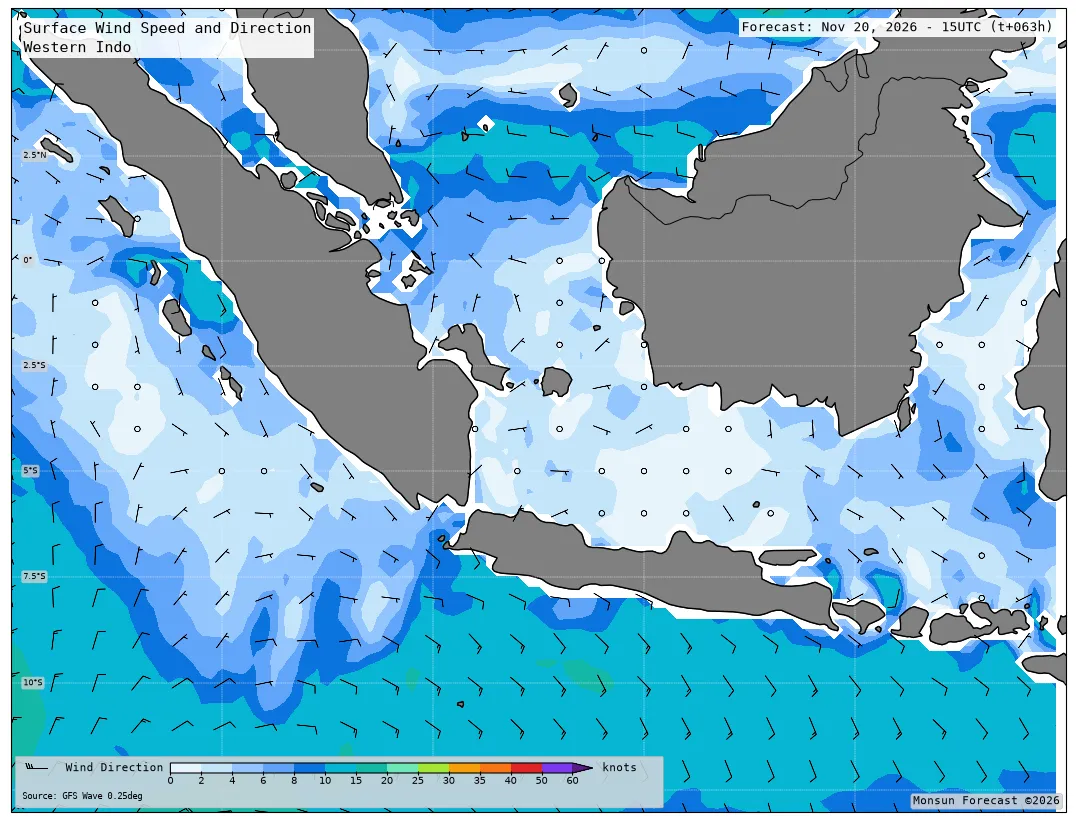 Surface Wind Speed and Direction
Western Indo
Forecast: Nov 20, 2026 - 15UTC (t+063h)
2.5°N
0°
2.5°S
5°S
7.5°S
10°S
Wind Direction
0 2 4 6 8 10 15 20 25 30 40 50 60
knots
Source: GFS Wave 0.25deg
Monsun Forecast ©2026